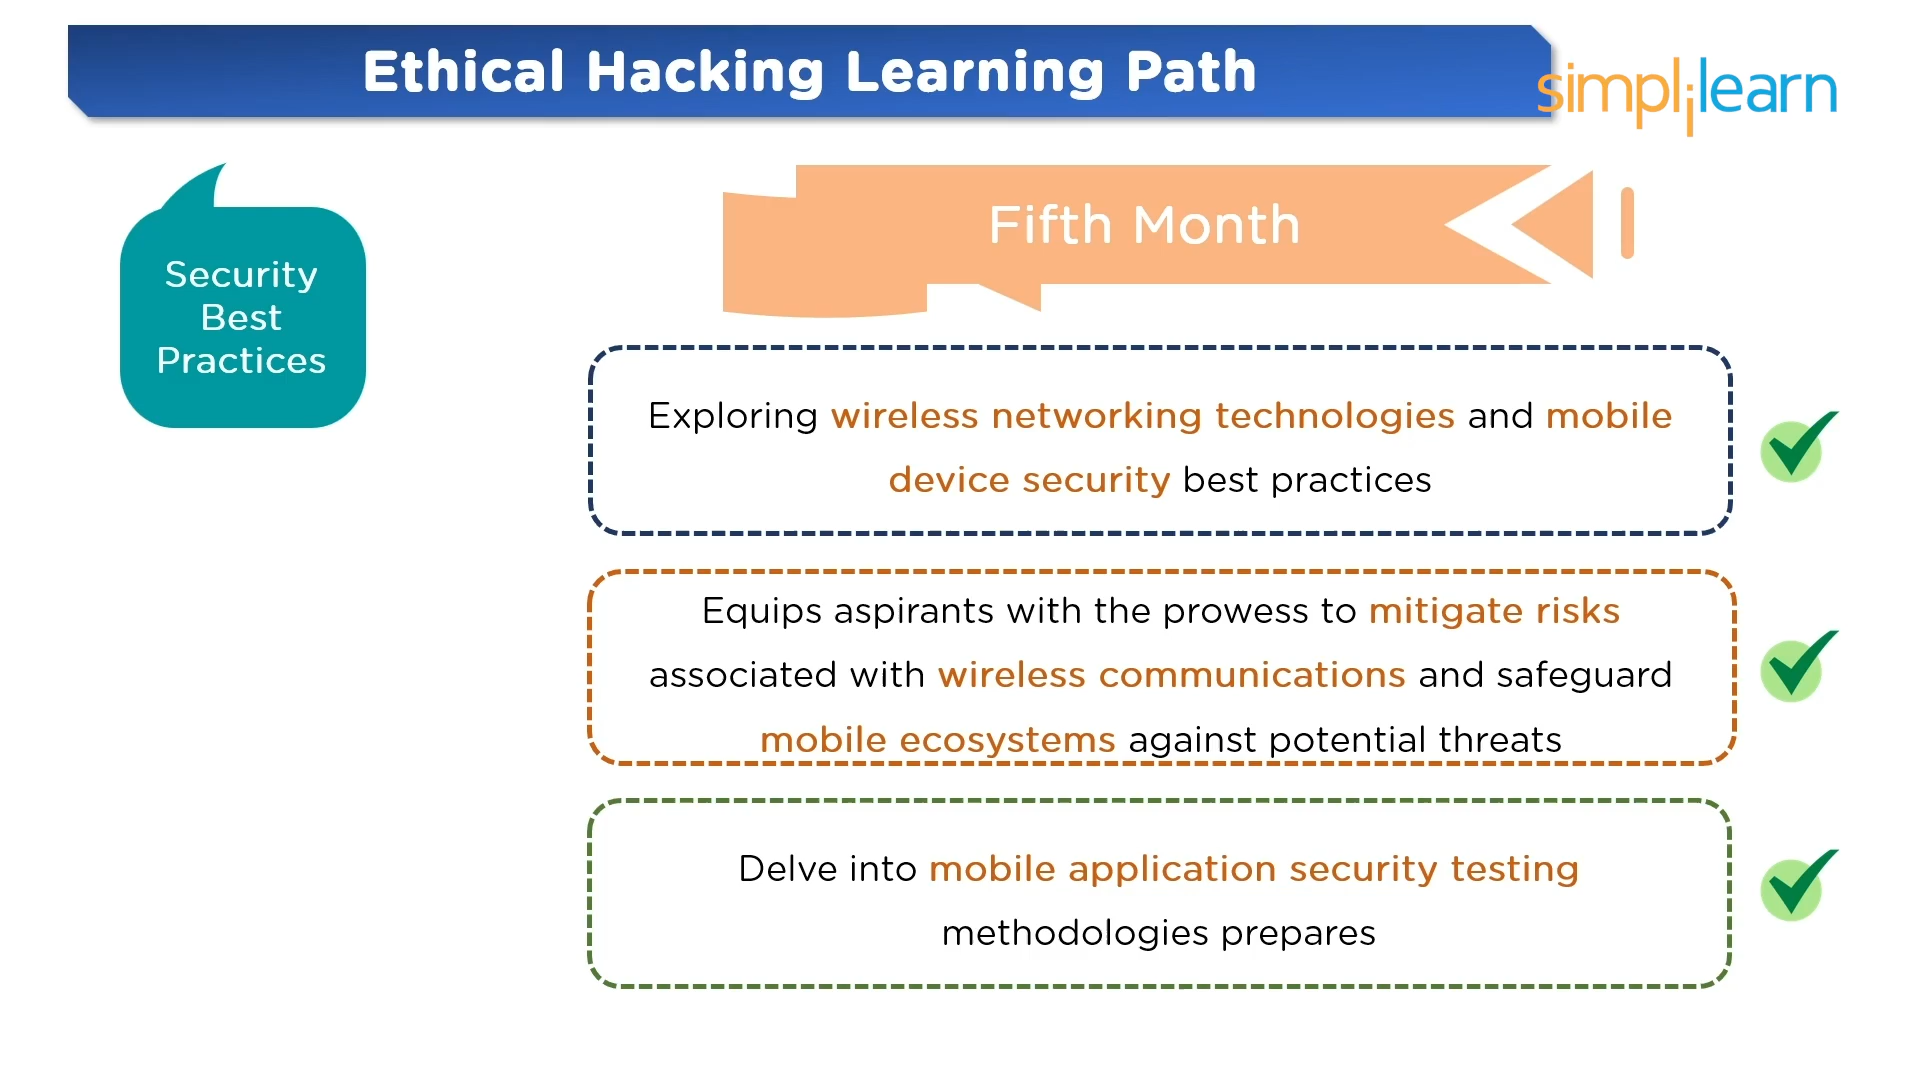 Ethical Hacking Learning Path
simplilearn
Security
Best
Practices
Fifth Month
Exploring wireless networking technologies and mobile
device security best practices
Equips aspirants with the prowess to mitigate risks
associated with wireless communications and safeguard
mobile ecosystems against potential threats
Delve into mobile application security testing
methodologies prepares